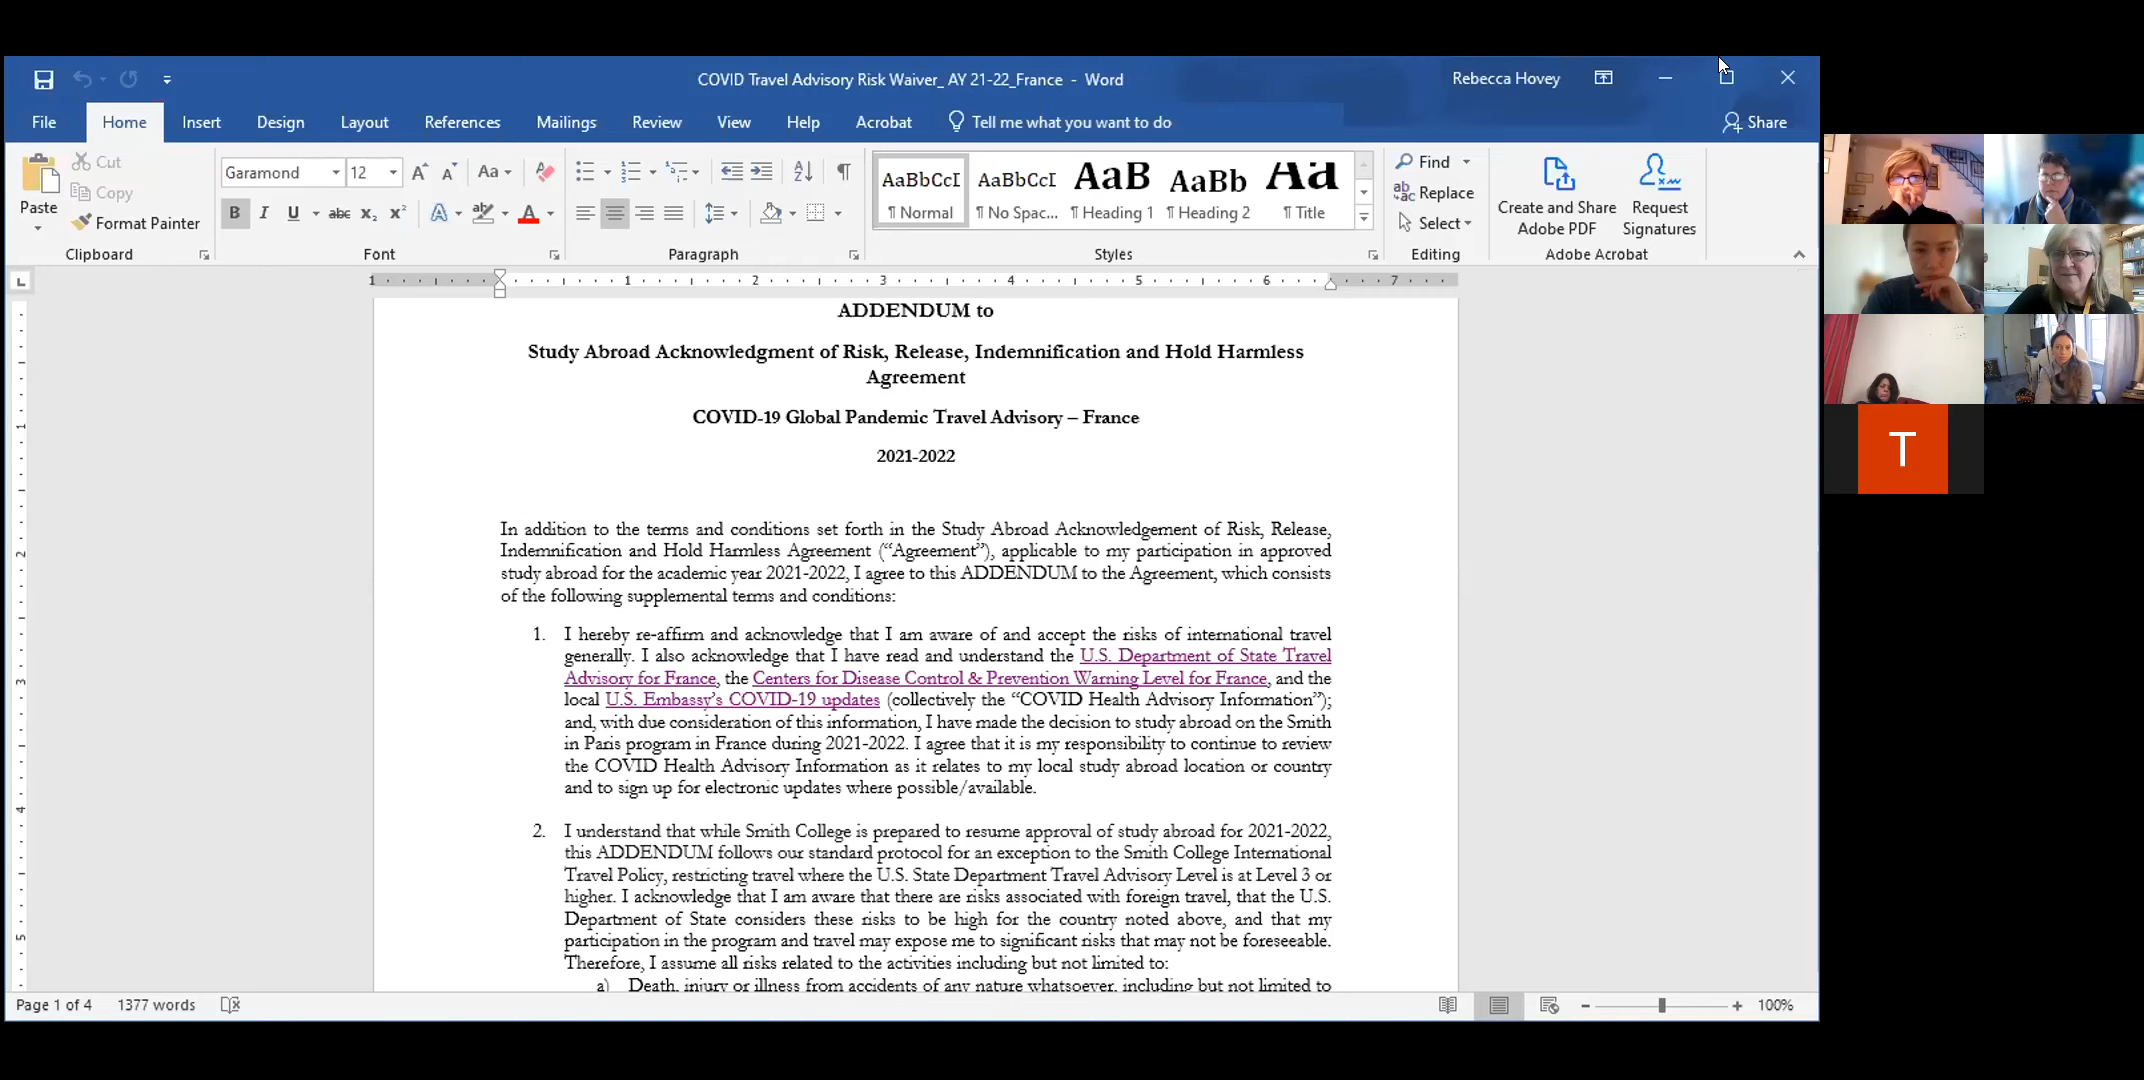 COVID Travel Advisory Risk Waiver_ AY 21-22_France - Word
Rebecca Hovey
File Home Insert Design Layout References Mailings Review View Help Acrobat Tell me what you want to do Share
Paste
Cut
Copy
Format Painter
Clipboard
Garamond 12
Font
Paragraph
AaBbCcI AaBbCcI AaB AaBb Aa
¶ Normal ¶ No Spac... ¶ Heading 1 ¶ Heading 2 ¶ Title
Styles
Find
Replace
Select
Editing
Create and Share
Adobe PDF
Request
Signatures
Adobe Acrobat
1 1 2 3 4 5 6 7
ADDENDUM to
Study Abroad Acknowledgment of Risk, Release, Indemnification and Hold Harmless
Agreement
COVID-19 Global Pandemic Travel Advisory – France
2021-2022
In addition to the terms and conditions set forth in the Study Abroad Acknowledgement of Risk, Release,
Indemnification and Hold Harmless Agreement (“Agreement”), applicable to my participation in approved
study abroad for the academic year 2021-2022, I agree to this ADDENDUM to the Agreement, which consists
of the following supplemental terms and conditions:
1. I hereby re-affirm and acknowledge that I am aware of and accept the risks of international travel
generally. I also acknowledge that I have read and understand the U.S. Department of State Travel
Advisory for France, the Centers for Disease Control & Prevention Warning Level for France, and the
local U.S. Embassy’s COVID-19 updates (collectively the “COVID Health Advisory Information”);
and, with due consideration of this information, I have made the decision to study abroad on the Smith
in Paris program in France during 2021-2022. I agree that it is my responsibility to continue to review
the COVID Health Advisory Information as it relates to my local study abroad location or country
and to sign up for electronic updates where possible/available.
2. I understand that while Smith College is prepared to resume approval of study abroad for 2021-2022,
this ADDENDUM follows our standard protocol for an exception to the Smith College International
Travel Policy, restricting travel where the U.S. State Department Travel Advisory Level is at Level 3 or
higher. I acknowledge that I am aware that there are risks associated with foreign travel, that the U.S.
Department of State considers these risks to be high for the country noted above, and that my
participation in the program and travel may expose me to significant risks that may not be foreseeable.
Therefore, I assume all risks related to the activities including but not limited to:
a) Death, injury or illness from accidents of any nature whatsoever, including but not limited to
Page 1 of 4 1377 words
100%
T